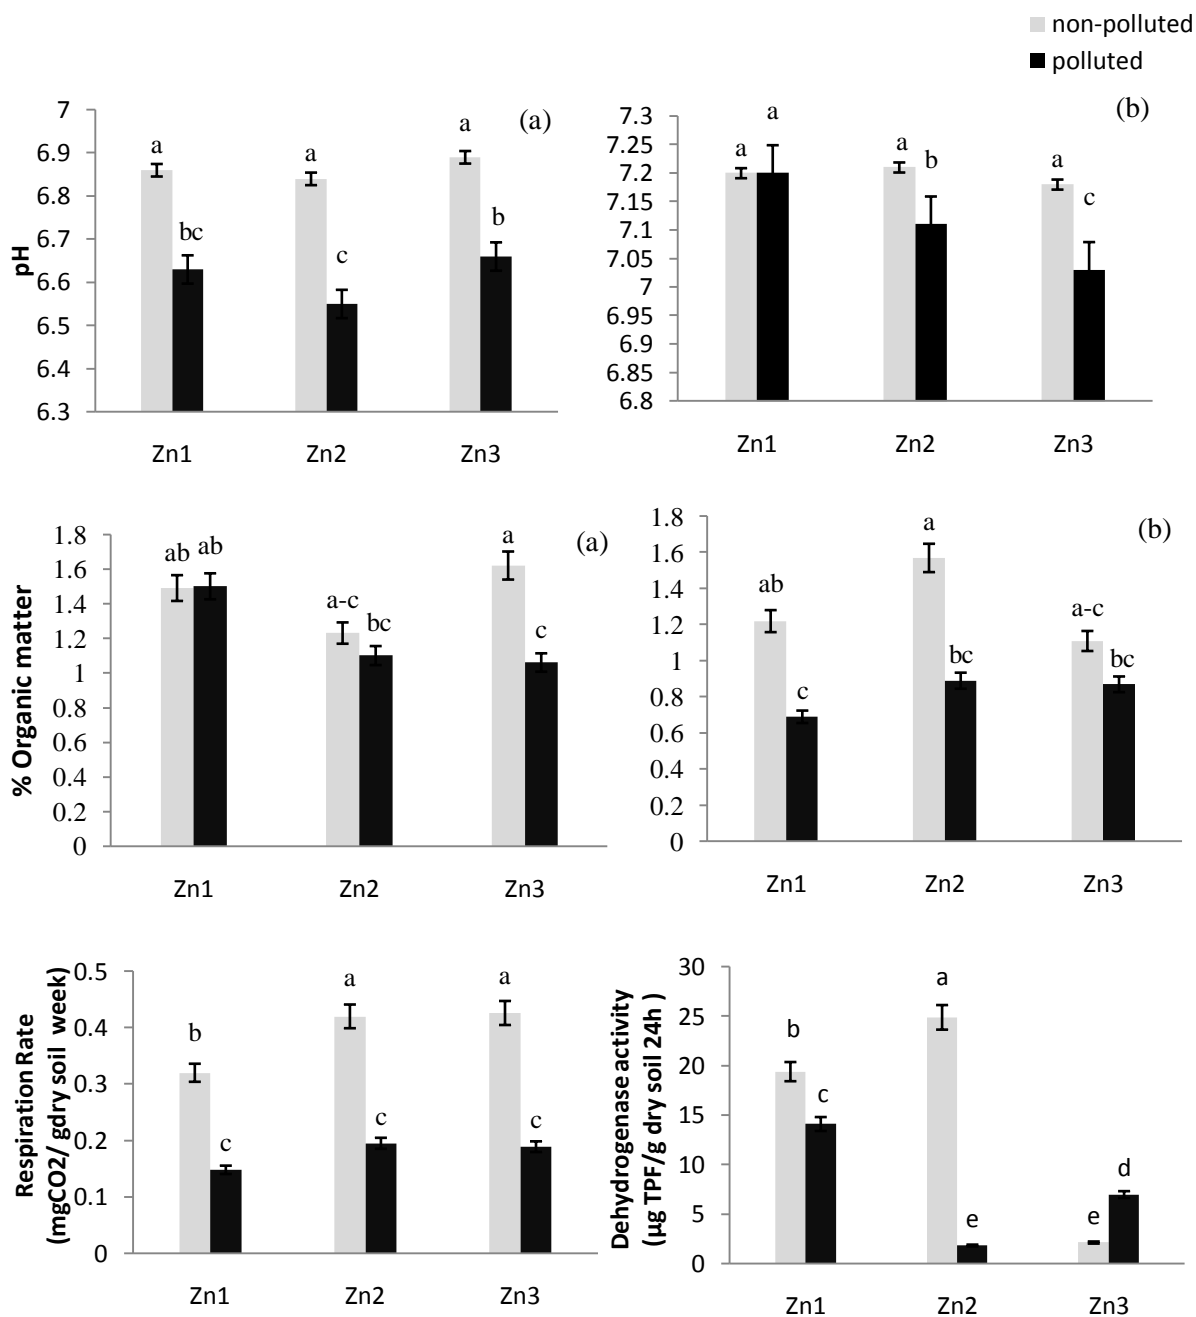 non-polluted
polluted
(a)
pH
7
6.9
6.8
6.7
6.6
6.5
6.4
6.3
a
bc
a
c
a
b
Zn1 Zn2 Zn3
(b)
7.3
7.25
7.2
7.15
7.1
7.05
7
6.95
6.9
6.85
6.8
a
a
a
b
a
c
Zn1 Zn2 Zn3
(a)
% Organic matter
1.8
1.6
1.4
1.2
1
0.8
0.6
0.4
0.2
0
ab
ab
a-c
bc
a
c
Zn1 Zn2 Zn3
(b)
1.8
1.6
1.4
1.2
1
0.8
0.6
0.4
0.2
0
ab
c
a
bc
a-c
bc
Zn1 Zn2 Zn3
Respiration Rate
(mgCO2/ gdry soil week)
0.5
0.4
0.3
0.2
0.1
0
b
c
a
c
a
c
Zn1 Zn2 Zn3
Dehydrogenase activity
(µg TPF/g dry soil 24h )
30
25
20
15
10
5
0
b
c
a
e
e
d
Zn1 Zn2 Zn3